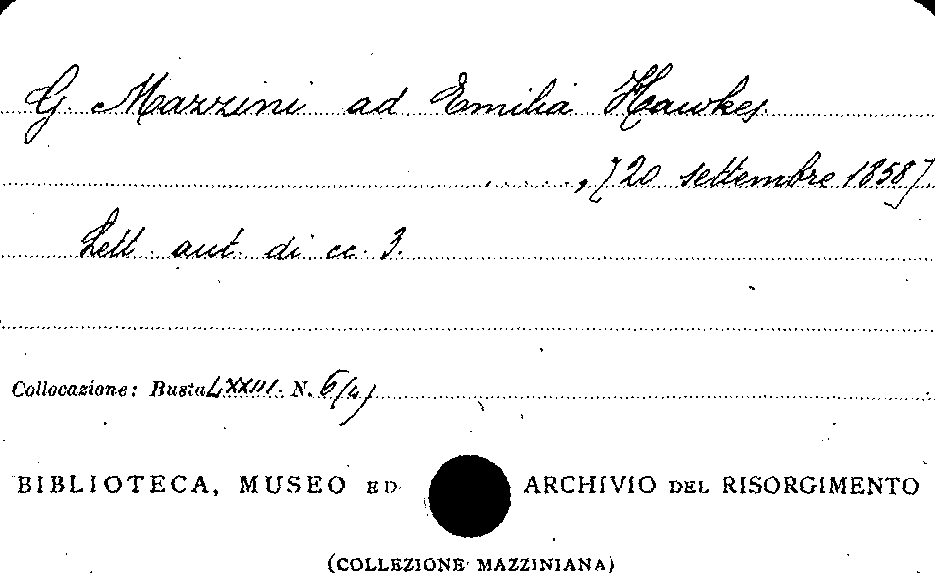 G. Mazzini ad Emilia Hawkes
....., [20 settembre 1858].
Lett. aut. di cc. 3.
Collocazione: Busta LXXIII. N. 6/4)
BIBLIOTECA, MUSEO ED ARCHIVIO DEL RISORGIMENTO
(COLLEZIONE MAZZINIANA)